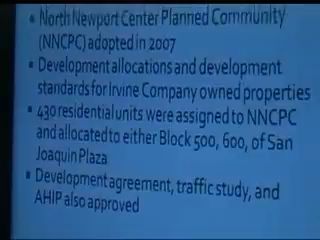 • North Newport Center Planned Community
(NNCPC) adopted in 2007
• Development allocations and development
standards for Irvine Company owned properties
• 430 residential units were assigned to NNCPC
and allocated to either Block 500, 600, of San
Joaquin Plaza
• Development agreement, traffic study, and
AHIP also approved